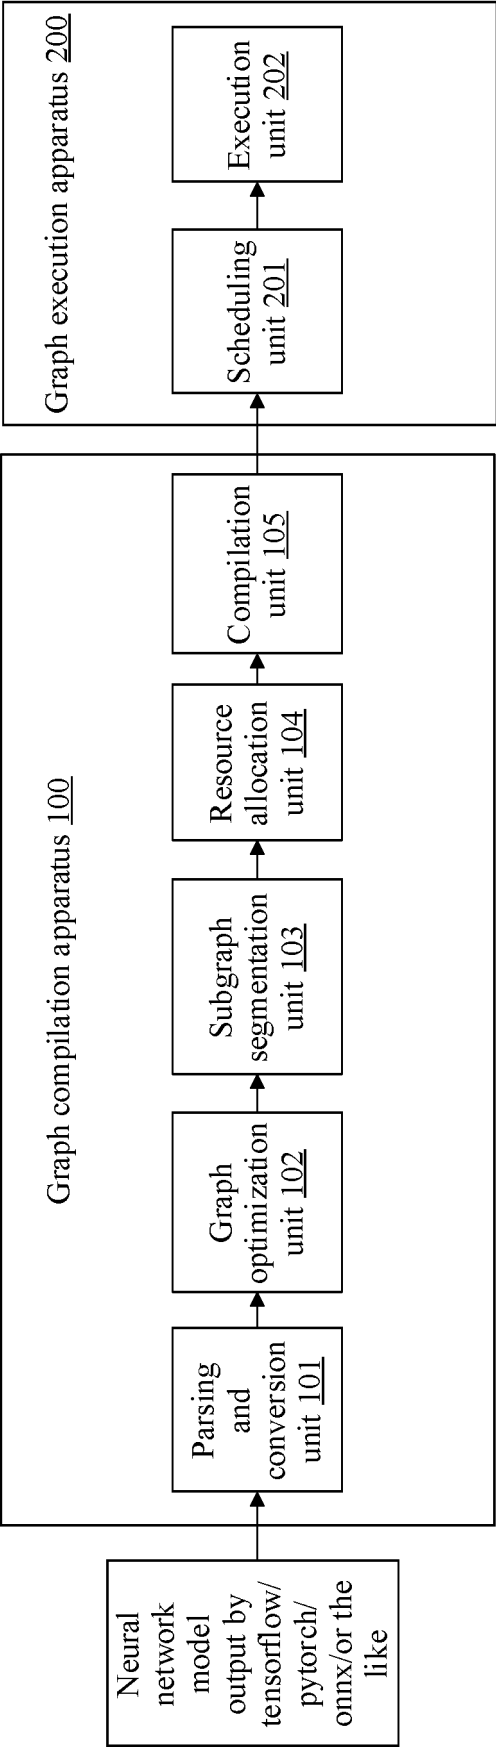 Neural
network
model
output by
tensorflow/
pytorch/
onnx/or the
like
Graph compilation apparatus 100
Parsing
and
conversion
unit 101
Graph
optimization
unit 102
Subgraph
segmentation
unit 103
Resource
allocation
unit 104
Compilation
unit 105
Graph execution apparatus 200
Scheduling
unit 201
Execution
unit 202